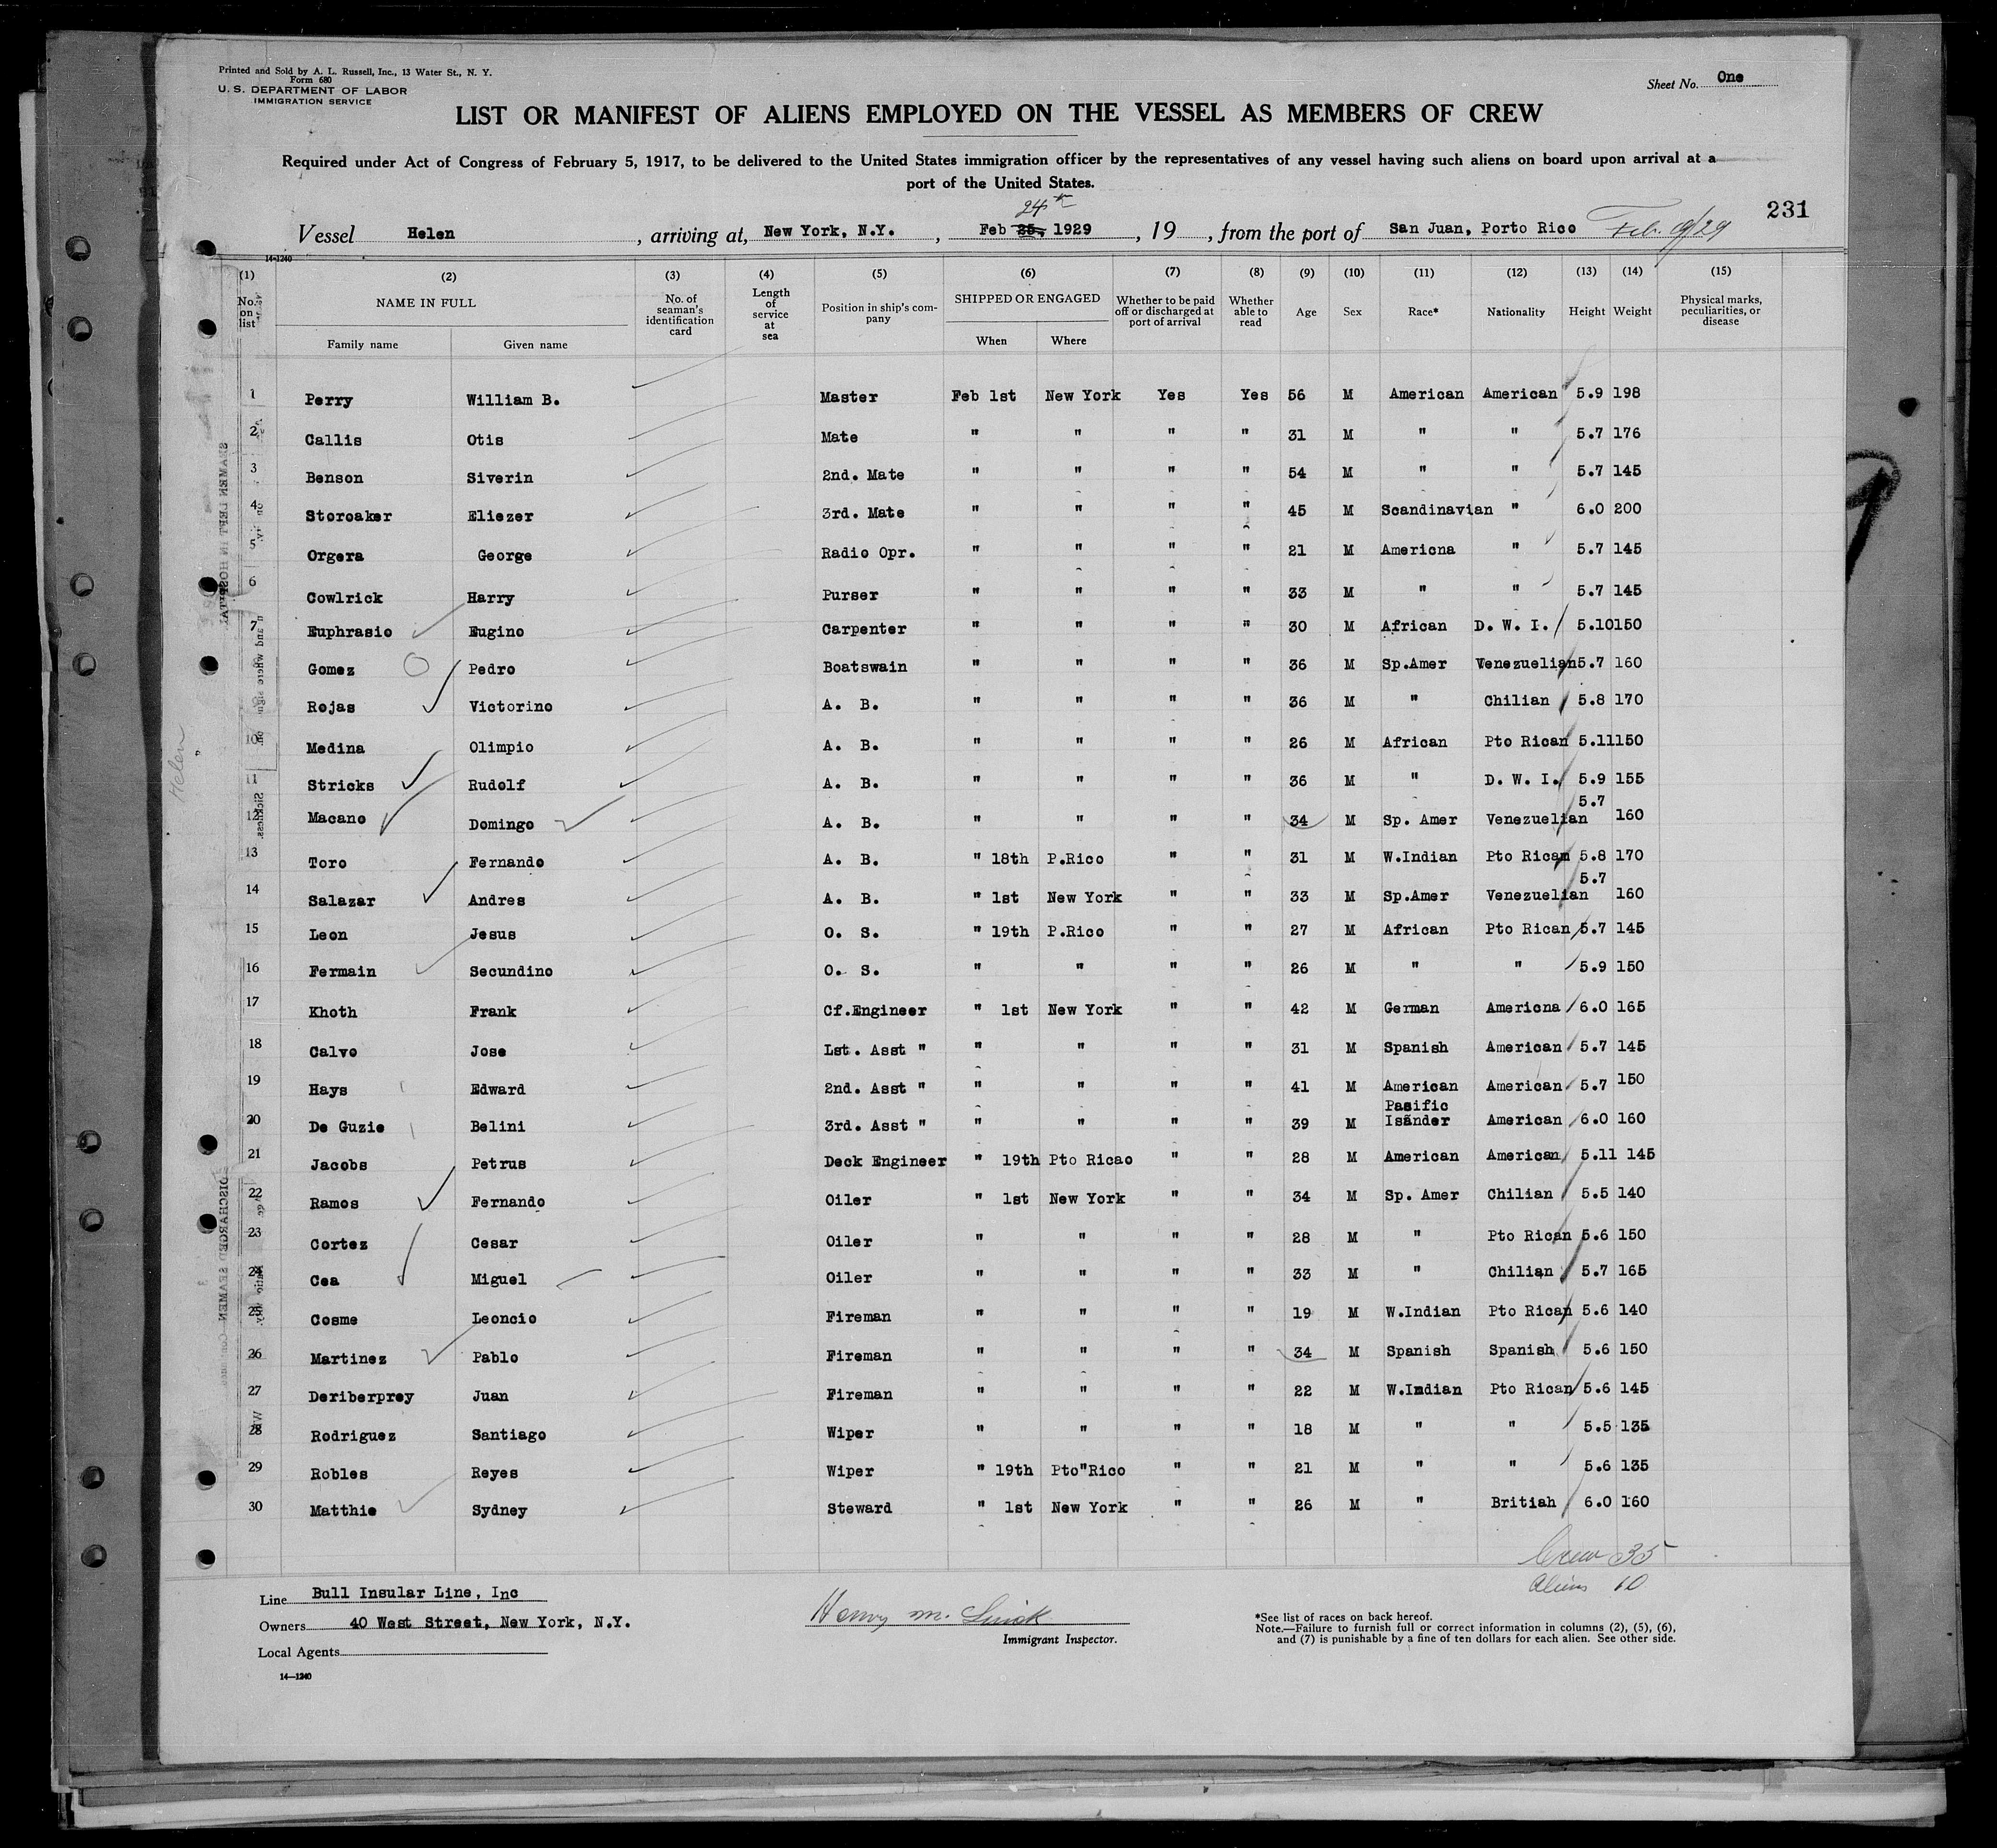 Printed and Sold by A. L. Russell, Inc., 13 Water St., N. Y.
Form 680
U. S. DEPARTMENT OF LABOR
IMMIGRATION SERVICE
Sheet No. One
LIST OR MANIFEST OF ALIENS EMPLOYED ON THE VESSEL AS MEMBERS OF CREW
Required under Act of Congress of February 5, 1917, to be delivered to the United States immigration officer by the representatives of any vessel having such aliens on board upon arrival at a
port of the United States.
24th
231
Vessel Helen, arriving at, New York, N.Y., Feb 25, 1929, 19, from the port of San Juan, Porto Rico Feb. 19/29
14-1240
(1) (2) (3) (4) (5) (6) (7) (8) (9) (10) (11) (12) (13) (14) (15)
No. on list NAME IN FULL Family name Given name No. of seaman's identification card Length of service at sea Position in ship's company SHIPPED OR ENGAGED When Where Whether to be paid off or discharged at port of arrival Whether able to read Age Sex Race* Nationality Height Weight Physical marks, peculiarities, or disease
1 Perry William B. Master Feb 1st New York Yes Yes 56 M American American 5.9 198
2 Callis Otis Mate " " " " 31 M " " 5.7 176
3 Benson Siverin 2nd. Mate " " " " 54 M " " 5.7 145
4 Storoaker Eliezer 3rd. Mate " " " " 45 M Scandinavian " 6.0 200
5 Orgera George Radio Opr. " " " " 21 M Americna " 5.7 145
6 Cowlrick Harry Purser " " " " 33 M " " 5.7 145
7 Euphrasio Eugino Carpenter " " " " 30 M African D. W. I. 5.10 150
Gomez Pedro Boatswain " " " " 36 M Sp.Amer Venezuelian 5.7 160
Rojas Victorino A. B. " " " " 36 M " Chilian 5.8 170
10 Medina Olimpio A. B. " " " " 26 M African Pto Rican 5.11 150
11 Stricks Rudolf A. B. " " " " 36 M " D. W. I. 5.9 155
12 Macano Domingo A. B. " " " " 34 M Sp. Amer Venezuelian 5.7 160
13 Toro Fernando A. B. " 18th P.Rico " " 31 M W.Indian Pto Rican 5.8 170
14 Salazar Andres A. B. " 1st New York " " 33 M Sp.Amer Venezuelian 5.7 160
15 Leon Jesus O. S. " 19th P.Rico " " 27 M African Pto Rican 5.7 145
16 Fermain Secundino O. S. " " " " 26 M " " 5.9 150
17 Khoth Frank Cf.Engineer " 1st New York " " 42 M German Americna 6.0 165
18 Calvo Jose Lst. Asst " " " " " 31 M Spanish American 5.7 145
19 Hays Edward 2nd. Asst " " " " " 41 M American American 5.7 150
20 De Guzie Belini 3rd. Asst " " " " " 39 M Pacific Isander American 6.0 160
21 Jacobs Petrus Deck Engineer " 19th Pto Ricao " " 28 M American American 5.11 145
22 Ramos Fernando Oiler " 1st New York " " 34 M Sp. Amer Chilian 5.5 140
23 Cortez Cesar Oiler " " " " 28 M " Pto Rican 5.6 150
24 Cea Miguel Oiler " " " " 33 M " Chilian 5.7 165
25 Cosme Leoncio Fireman " " " " 19 M W.Indian Pto Rican 5.6 140
26 Martinez Pablo Fireman " " " " 34 M Spanish Spanish 5.6 150
27 Deriberprey Juan Fireman " " " " 22 M W.Indian Pto Rican 5.6 145
28 Rodriguez Santiago Wiper " " " " 18 M " " 5.5 135
29 Robles Reyes Wiper " 19th Pto"Rico " " 21 M " " 5.6 135
30 Matthie Sydney Steward " 1st New York " " 26 M " British 6.0 160
Crew 35
Aliens 10
Line Bull Insular Line, Inc
Owners 40 West Street, New York, N.Y.
Local Agents
14—1240
Henry M.
Immigrant Inspector.
*See list of races on back hereof.
Note.—Failure to furnish full or correct information in columns (2), (5), (6),
and (7) is punishable by a fine of ten dollars for each alien. See other side.
Helen
SEAMEN LEFT IN HOSPITAL
DISCHARGED SEAMEN